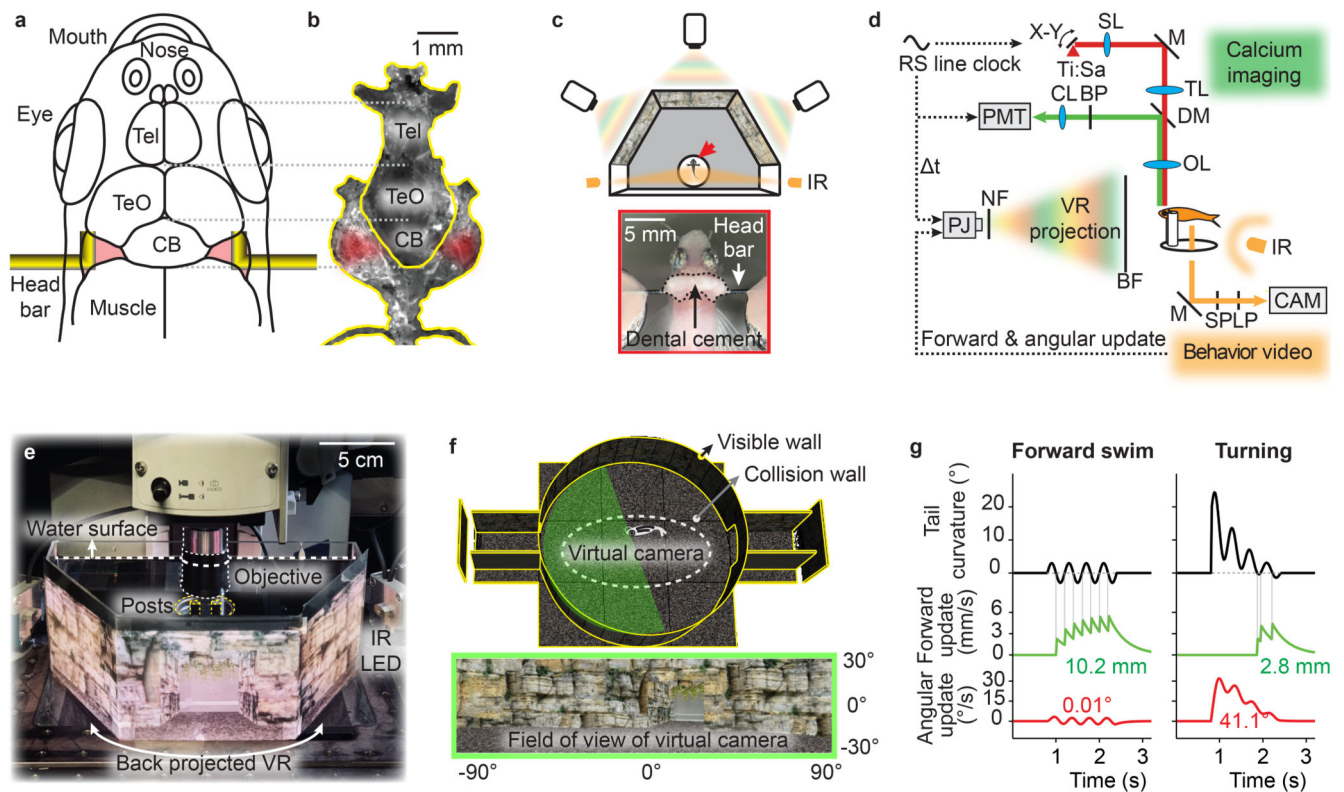 a
Mouth
Nose
Eye
Tel
TeO
CB
Head
bar
Muscle
b
1 mm
Tel
TeO
CB
c
IR
5 mm
Head
bar
Dental cement
d
X-Y
SL
M
RS line clock
Ti:Sa
Calcium
imaging
TL
CL BP
DM
PMT
OL
Δt
NF
PJ
VR
projection
BF
IR
M
SP LP
CAM
Forward & angular update
Behavior video
e
5 cm
Water surface
Objective
Posts
IR
LED
Back projected VR
f
Visible wall
Collision wall
Virtual camera
30°
0°
-30°
Field of view of virtual camera
-90° 0° 90°
g
Forward swim Turning
Tail
curvature (°)
20
10
0
Forward
update
(mm/s)
6
3
0
10.2 mm 2.8 mm
Angular
update
(°/s)
30
15
0
0.01° 41.1°
1 2 3 1 2 3
Time (s) Time (s)